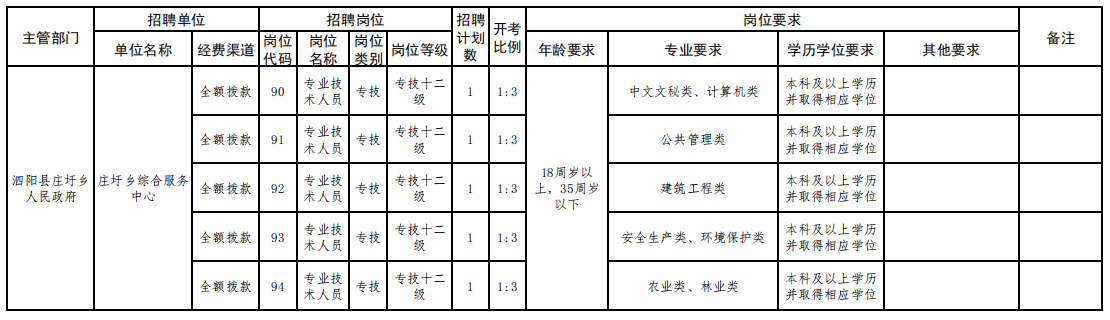 主管部门 招聘单位 招聘岗位 招聘计划数 开考比例 岗位要求 备注
单位名称 经费渠道 岗位代码 岗位名称 岗位类别 岗位等级 年龄要求 专业要求 学历学位要求 其他要求
泗阳县庄圩乡人民政府 庄圩乡综合服务中心 全额拨款 90 专业技术人员 专技 专技十二级 1 1:3 18周岁以上，35周岁以下 中文文秘类、计算机类 本科及以上学历并取得相应学位
全额拨款 91 专业技术人员 专技 专技十二级 1 1:3 公共管理类 本科及以上学历并取得相应学位
全额拨款 92 专业技术人员 专技 专技十二级 1 1:3 建筑工程类 本科及以上学历并取得相应学位
全额拨款 93 专业技术人员 专技 专技十二级 1 1:3 安全生产类、环境保护类 本科及以上学历并取得相应学位
全额拨款 94 专业技术人员 专技 专技十二级 1 1:3 农业类、林业类 本科及以上学历并取得相应学位